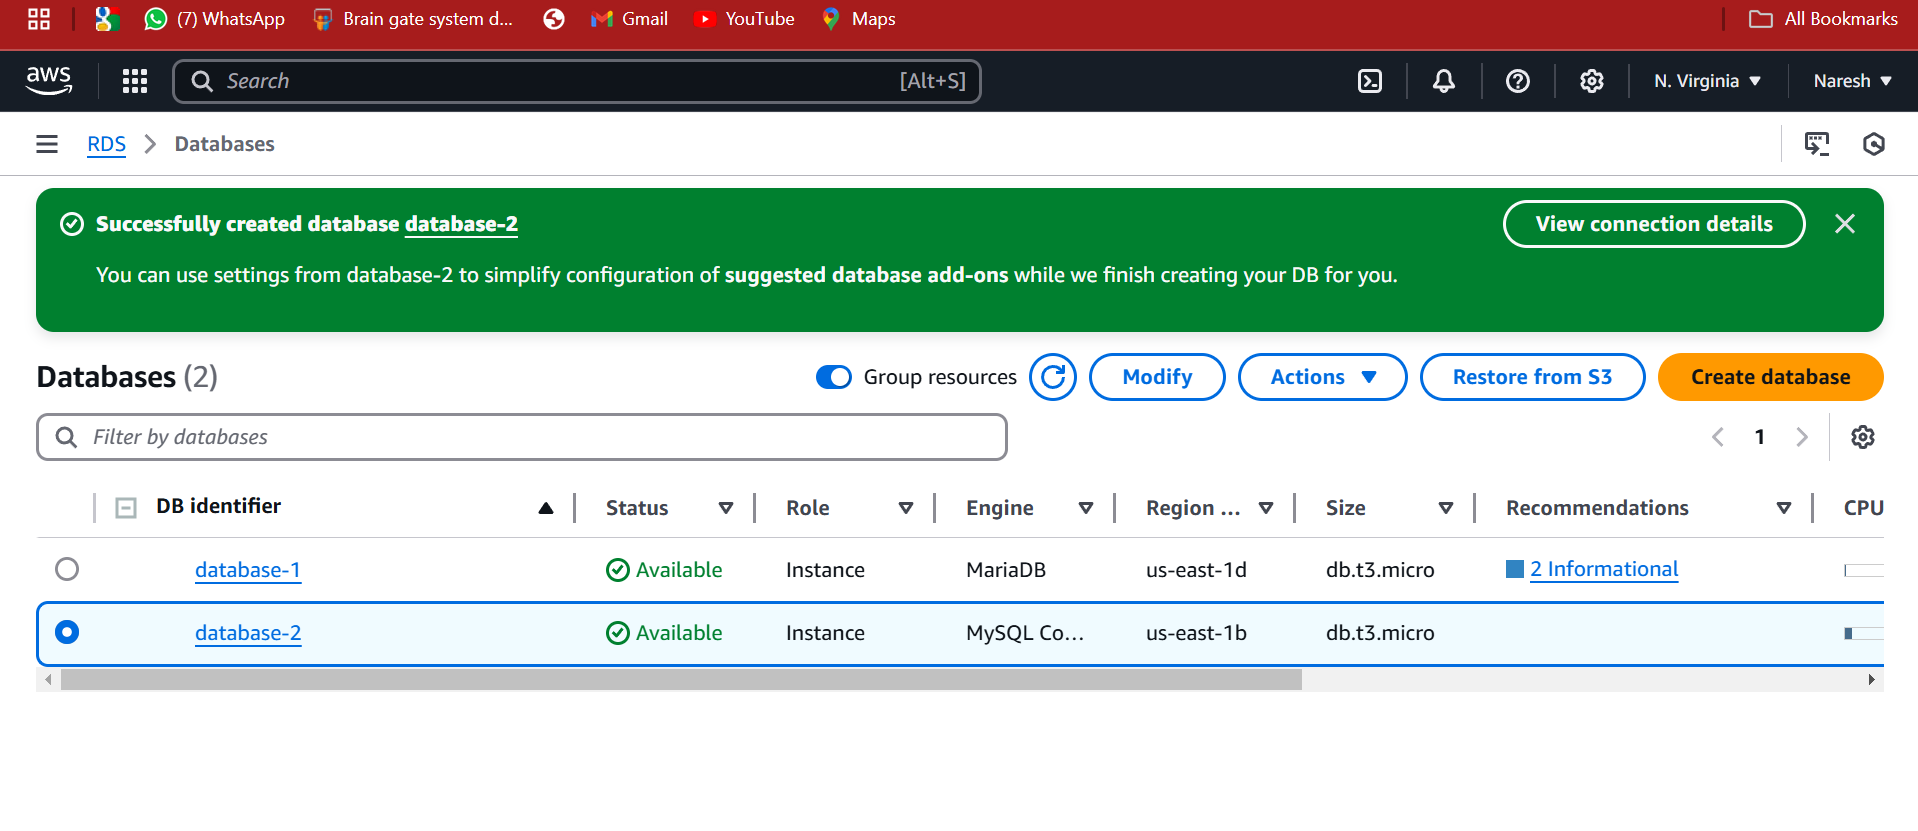 (7) WhatsApp Brain gate system d... Gmail YouTube Maps All Bookmarks
aws Search [Alt+S] N. Virginia Naresh
RDS Databases
Successfully created database database-2 View connection details
You can use settings from database-2 to simplify configuration of suggested database add-ons while we finish creating your DB for you.
Databases (2) Group resources Modify Actions Restore from S3 Create database
Filter by databases 1
DB identifier Status Role Engine Region ... Size Recommendations CPU
database-1 Available Instance MariaDB us-east-1d db.t3.micro 2 Informational
database-2 Available Instance MySQL Co... us-east-1b db.t3.micro